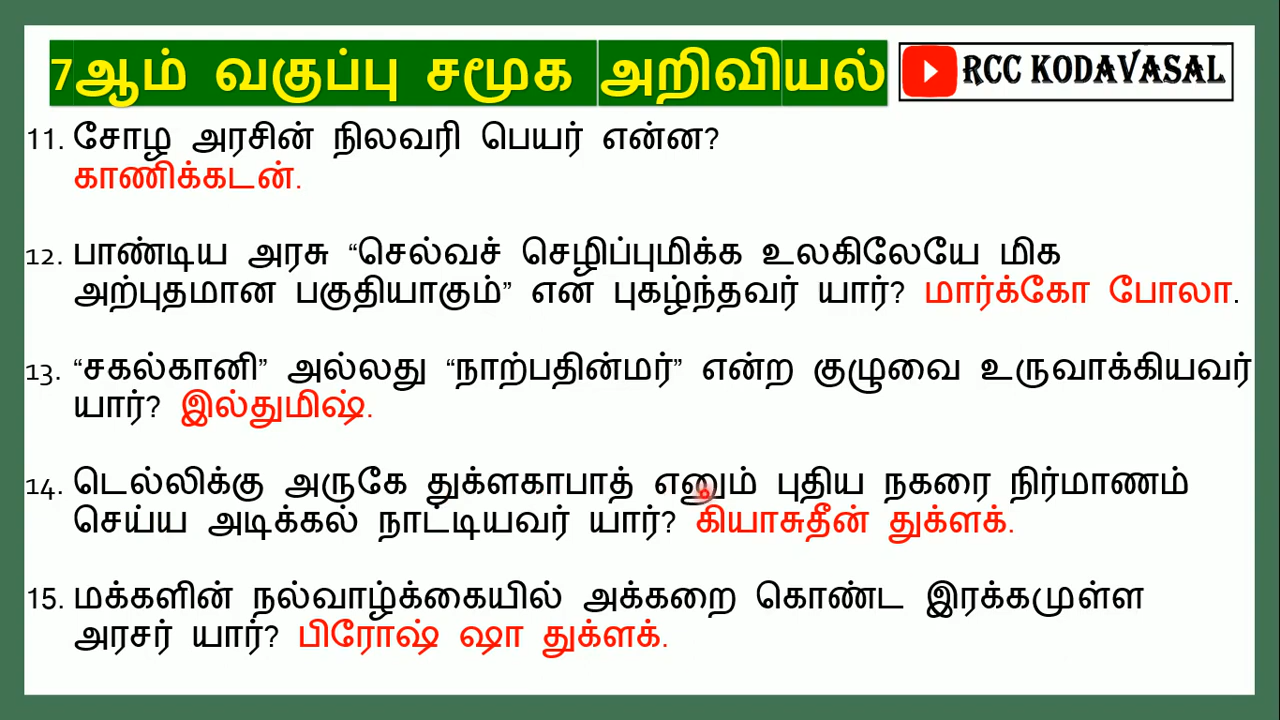 7ஆம் வகுப்பு சமூக அறிவியல்
RCC KODAVASAL
11. சோழ அரசின் நிலவரி பெயர் என்ன?
காணிக்கடன்.
12. பாண்டிய அரசு “செல்வச் செழிப்புமிக்க உலகிலேயே மிக
அற்புதமான பகுதியாகும்” என புகழ்ந்தவர் யார்? மார்க்கோ போலா.
13. “சகல்கானி” அல்லது “நாற்பதின்மர்” என்ற குழுவை உருவாக்கியவர்
யார்? இல்துமிஷ்.
14. டெல்லிக்கு அருகே துக்ளகாபாத் எனும் புதிய நகரை நிர்மாணம்
செய்ய அடிக்கல் நாட்டியவர் யார்? கியாசுதீன் துக்ளக்.
15. மக்களின் நல்வாழ்க்கையில் அக்கறை கொண்ட இரக்கமுள்ள
அரசர் யார்? பிரோஷ் ஷா துக்ளக்.